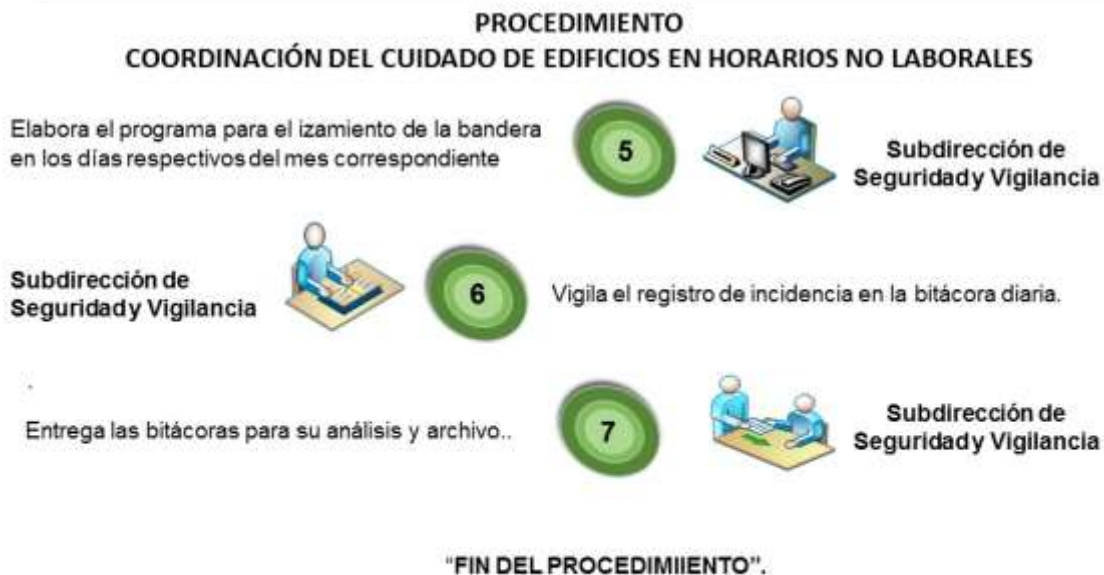 PROCEDIMIENTO
COORDINACIÓN DEL CUIDADO DE EDIFICIOS EN HORARIOS NO LABORALES
Elabora el programa para el izamiento de la bandera
en los días respectivos del mes correspondiente
5
Subdirección de
Seguridad y Vigilancia
Subdirección de
Seguridad y Vigilancia
6
Vigila el registro de incidencia en la bitácora diaria.
.
Entrega las bitácoras para su análisis y archivo..
7
Subdirección de
Seguridad y Vigilancia
“FIN DEL PROCEDIMIIENTO”.